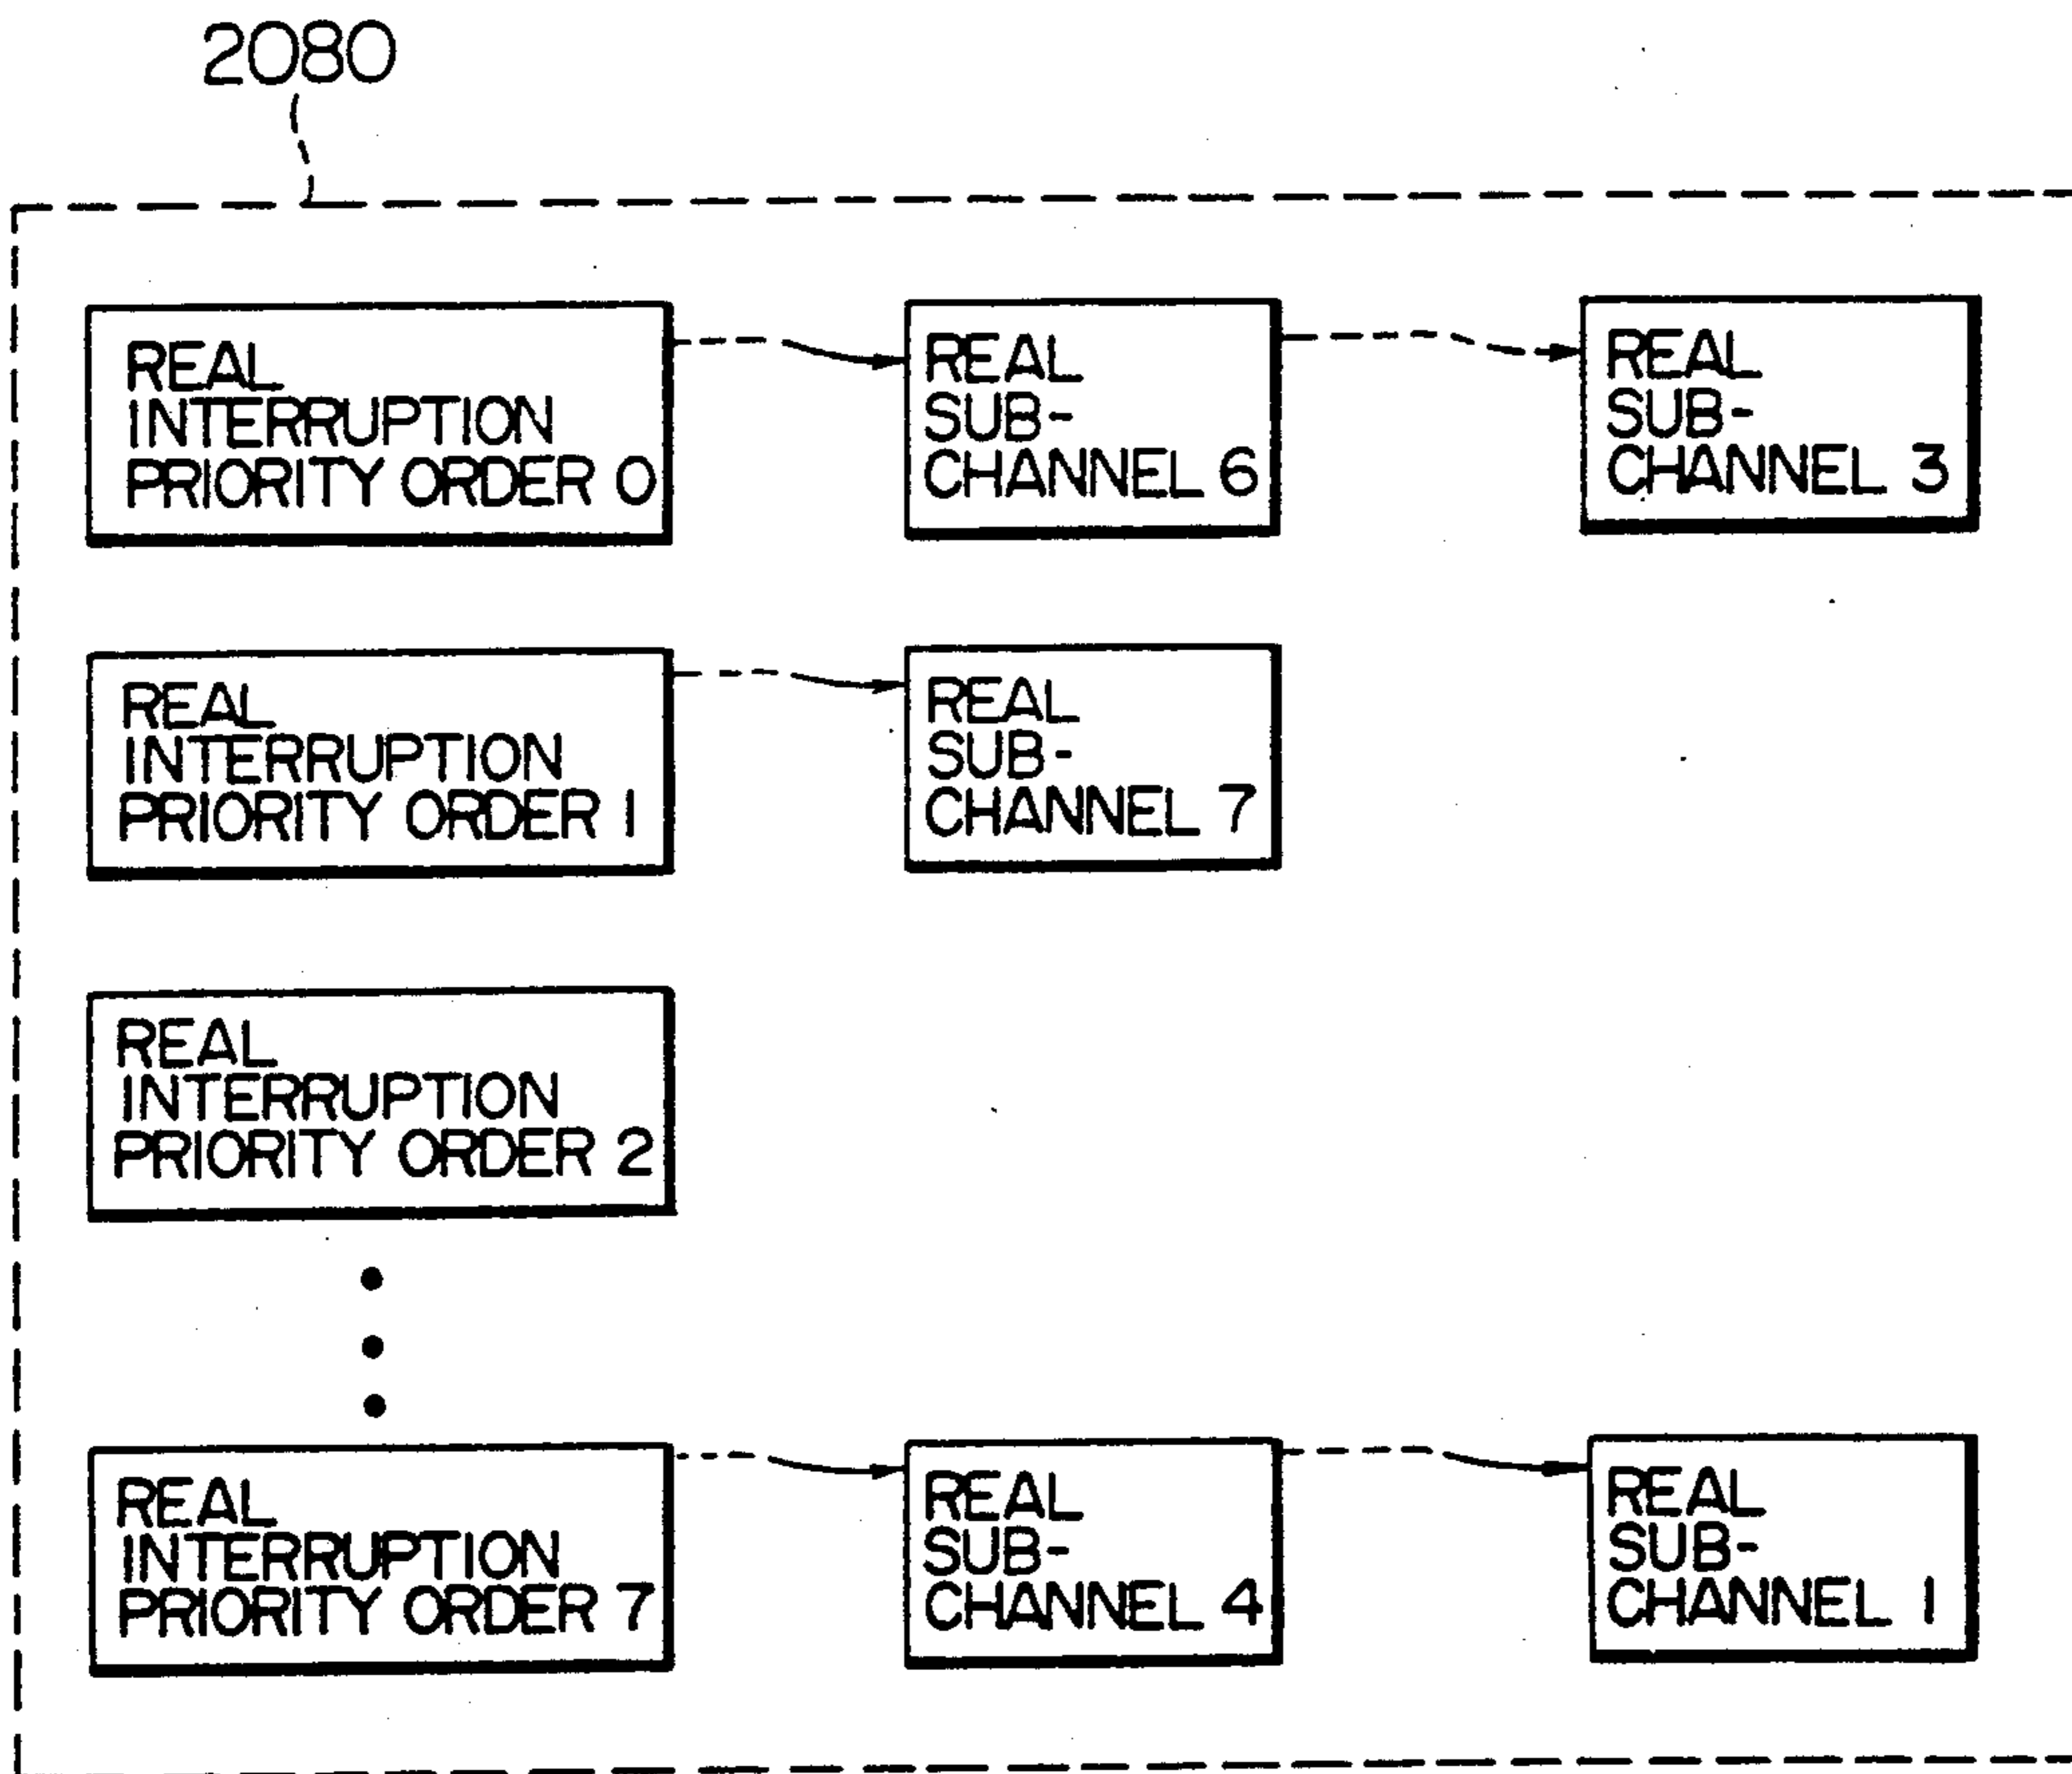 2080
REAL
INTERRUPTION
PRIORITY ORDER 0
REAL
SUB-
CHANNEL 6
REAL
SUB-
CHANNEL 3
REAL
INTERRUPTION
PRIORITY ORDER 1
REAL
SUB-
CHANNEL 7
REAL
INTERRUPTION
PRIORITY ORDER 2
REAL
INTERRUPTION
PRIORITY ORDER 7
REAL
SUB-
CHANNEL 4
REAL
SUB-
CHANNEL 1